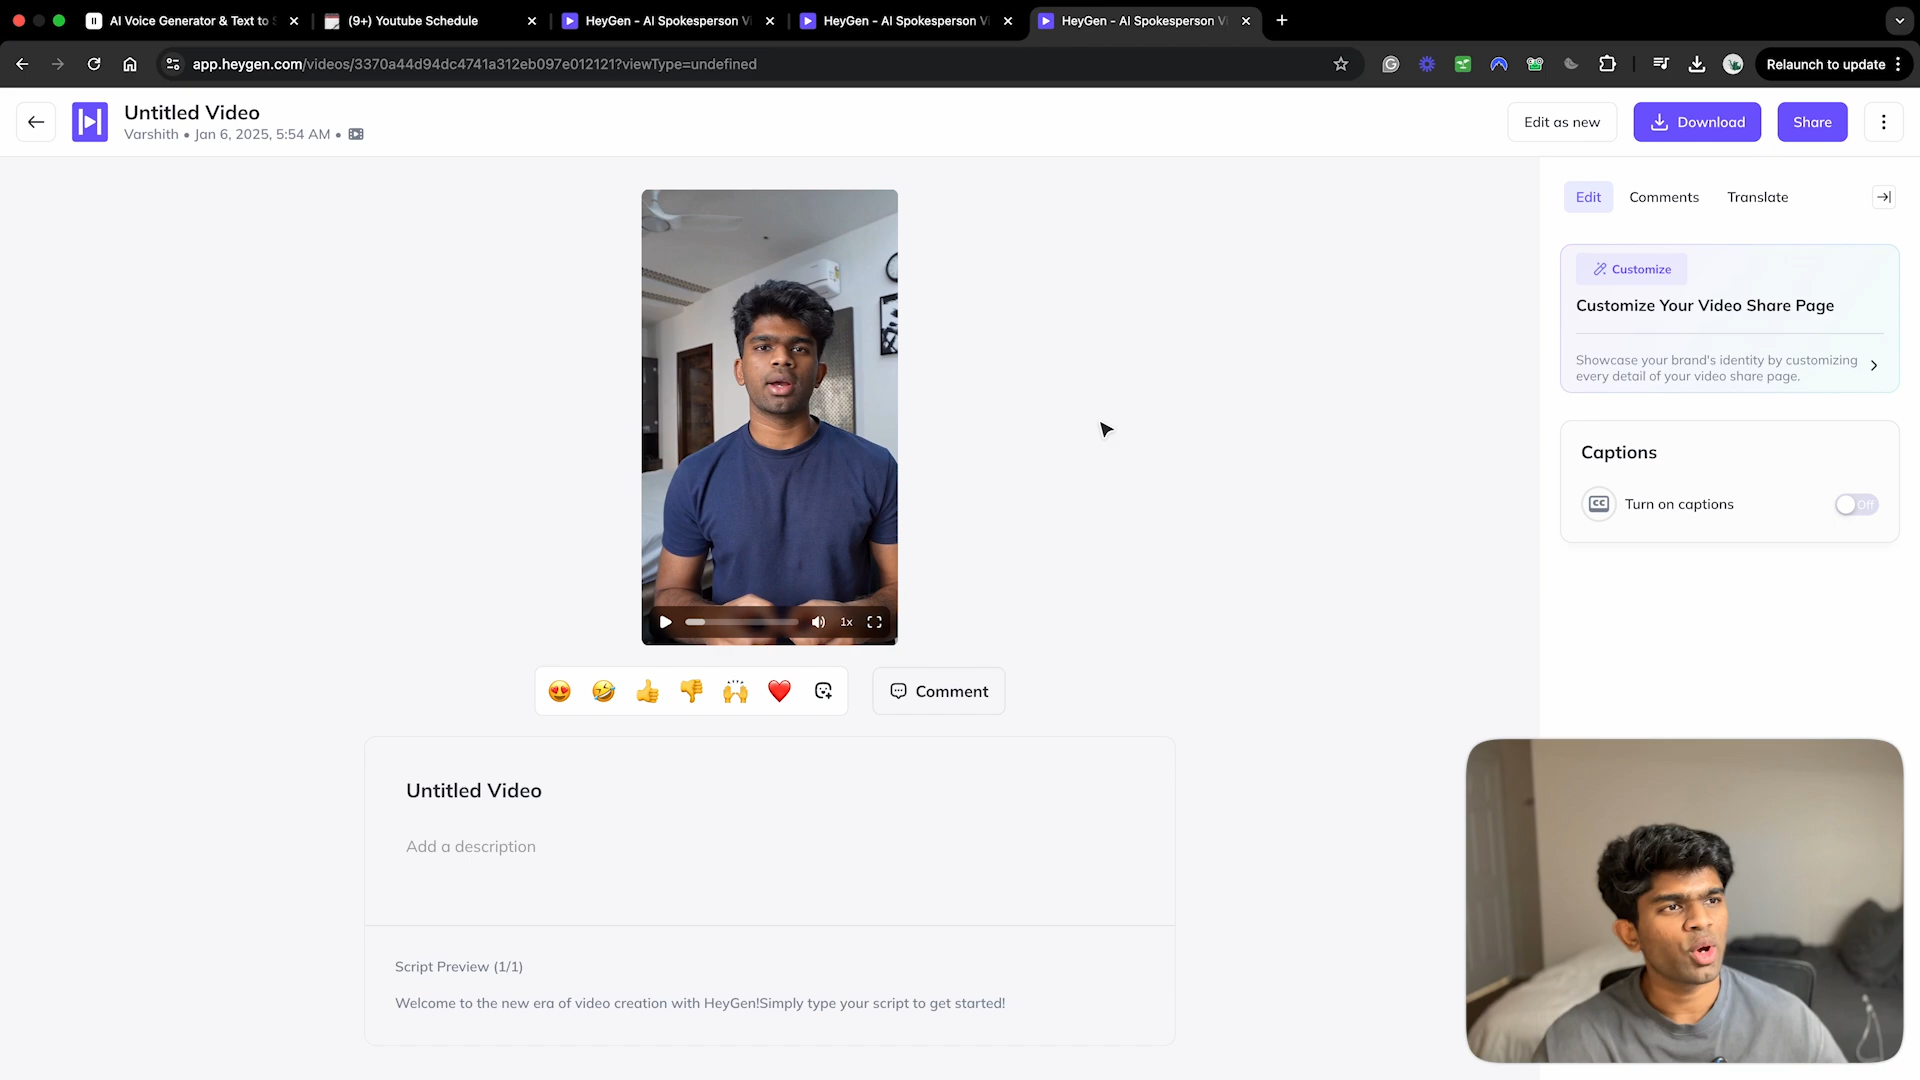 AI Voice Generator & Text to S
(9+) Youtube Schedule
HeyGen - AI Spokesperson Vi
HeyGen - AI Spokesperson Vi
HeyGen - AI Spokesperson Vi
app.heygen.com/videos/3370a44d94dc4741a312eb097e012121?viewType=undefined
Relaunch to update
Untitled Video
Varshith • Jan 6, 2025, 5:54 AM •
Edit as new
Download
Share
Edit
Comments
Translate
Customize
Customize Your Video Share Page
Showcase your brand's identity by customizing
every detail of your video share page.
Captions
CC
Turn on captions
Off
1x
Comment
Untitled Video
Add a description
Script Preview (1/1)
Welcome to the new era of video creation with HeyGen!Simply type your script to get started!